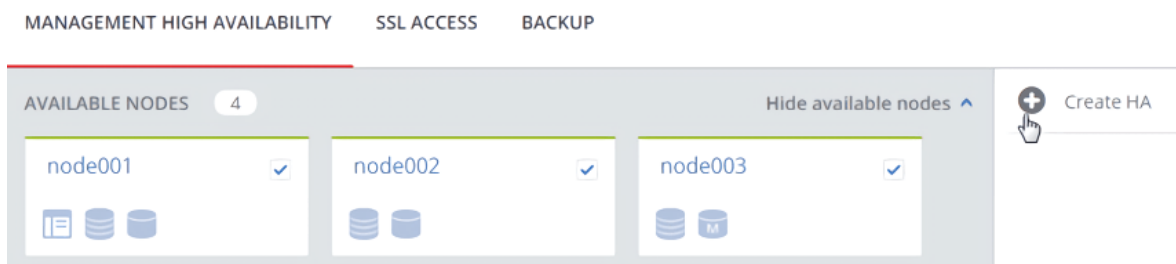 MANAGEMENT HIGH AVAILABILITY SSL ACCESS BACKUP
AVAILABLE NODES 4 Hide available nodes Create HA
node001 node002 node003
M